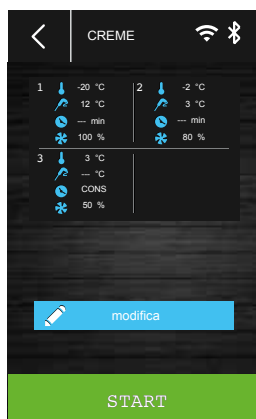 CREME
1 -20 °C 2 -2 °C
12 °C 3 °C
--- min --- min
100 % 80 %
3 3 °C
--- °C
CONS
50 %
modifica
START